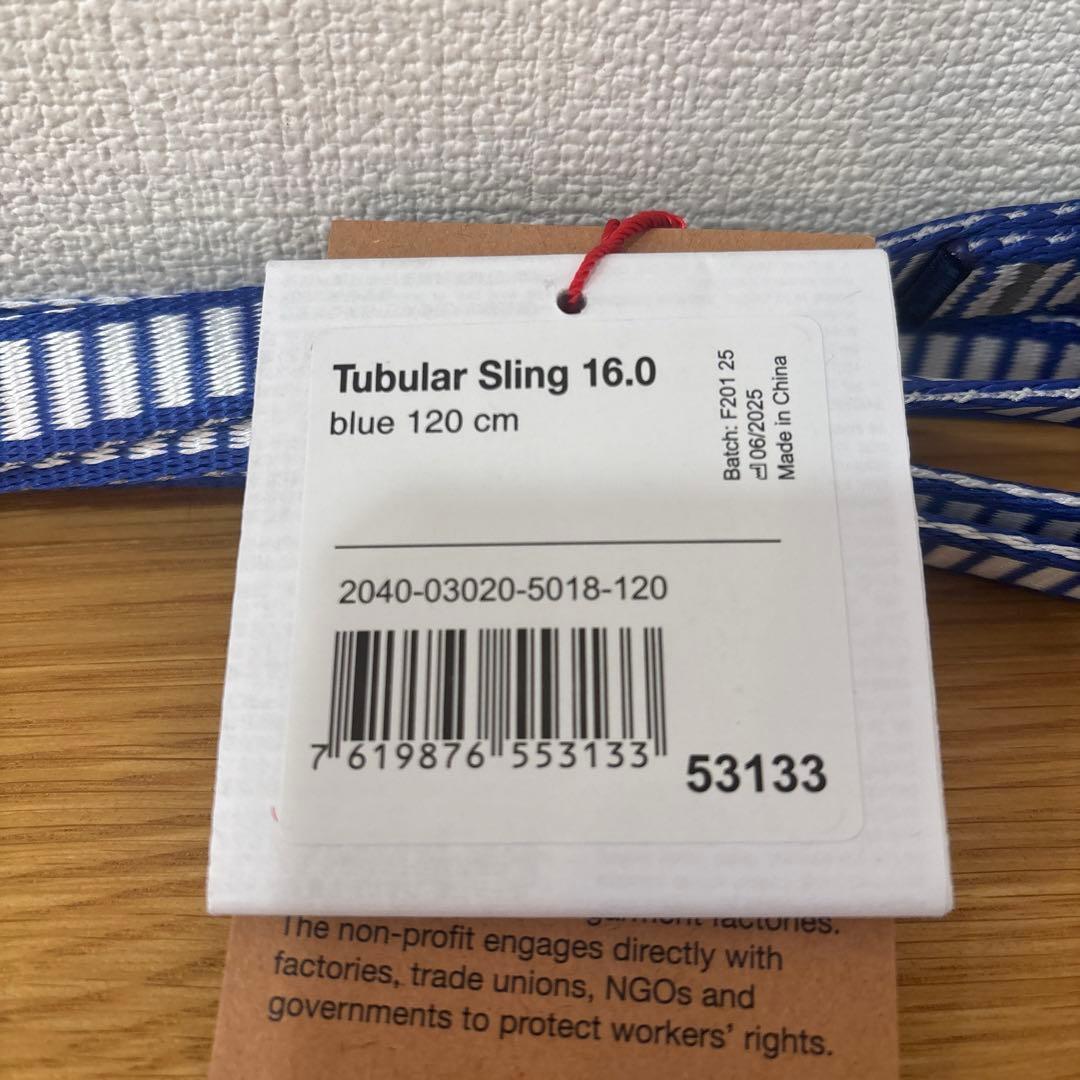 Tubular Sling 16.0
blue 120 cm
Batch: F201 25
06/2025
Made in China
2040-03020-5018-120
7 619876 553133
53133
garment factories.
The non-profit engages directly with
factories, trade unions, NGOs and
governments to protect workers' rights.